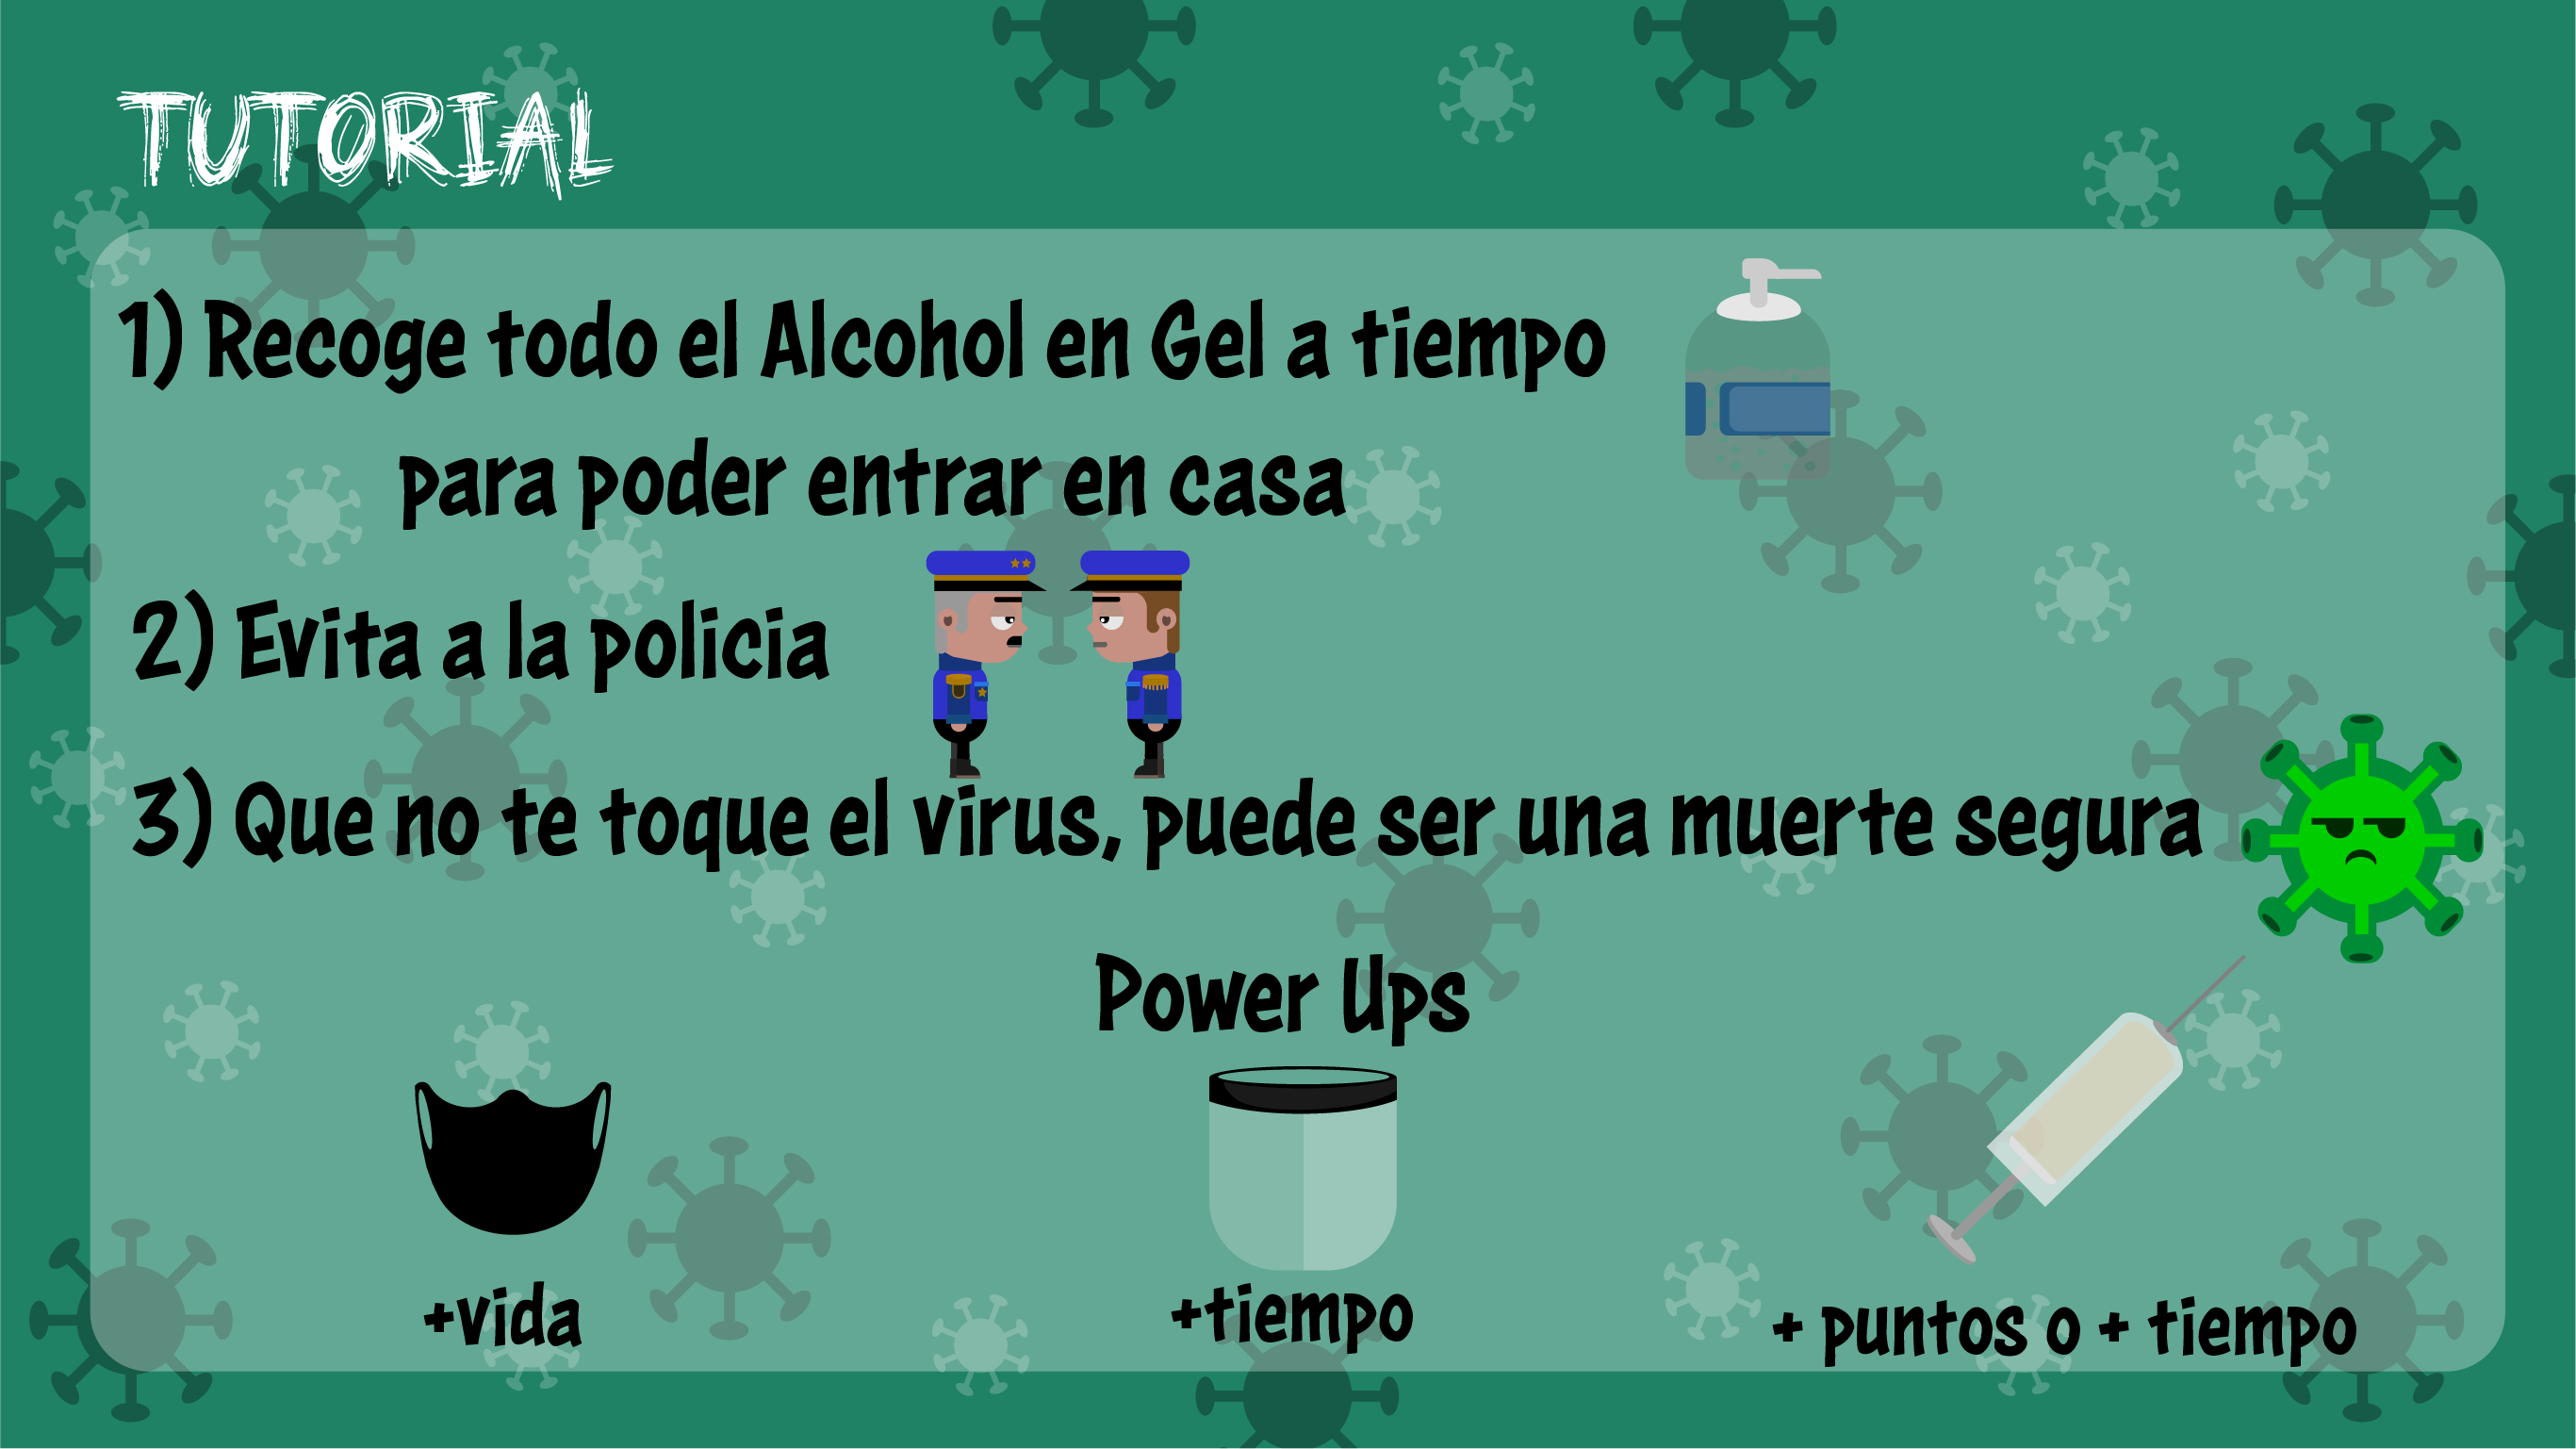 TUTORIAL
1) Recoge todo el Alcohol en Gel a tiempo
para poder entrar en casa
2) Evita a la policia
3) Que no te toque el virus, puede ser una muerte segura
Power Ups
+vida
+tiempo
+ puntos o + tiempo